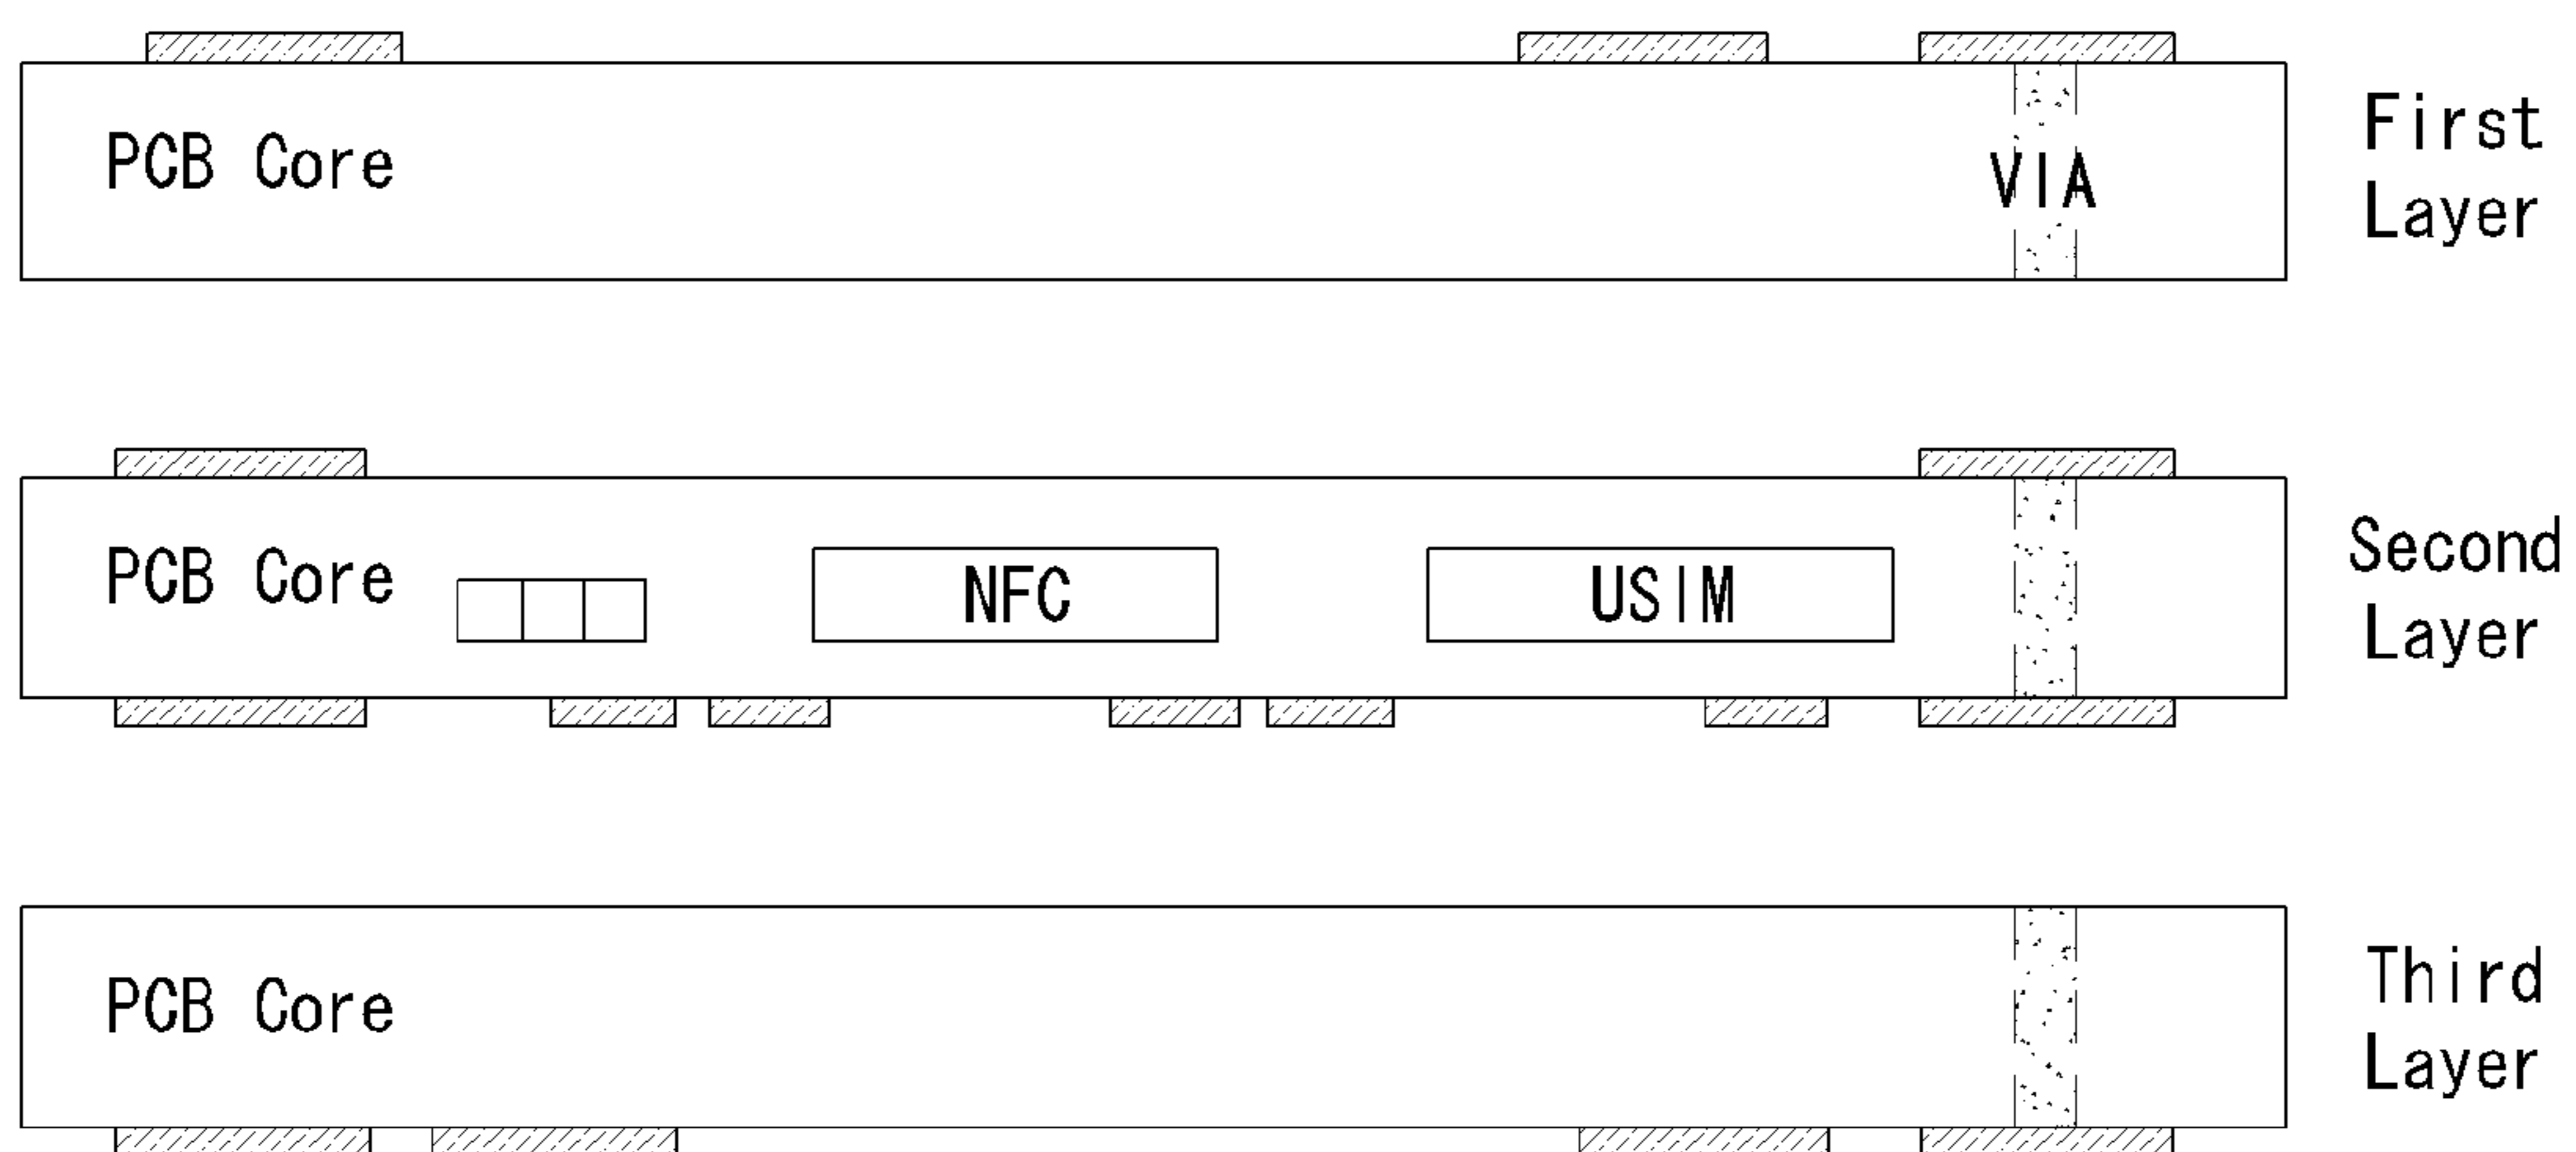 PCB Core
VIA
First
Layer
PCB Core
NFC
USIM
Second
Layer
PCB Core
Third
Layer